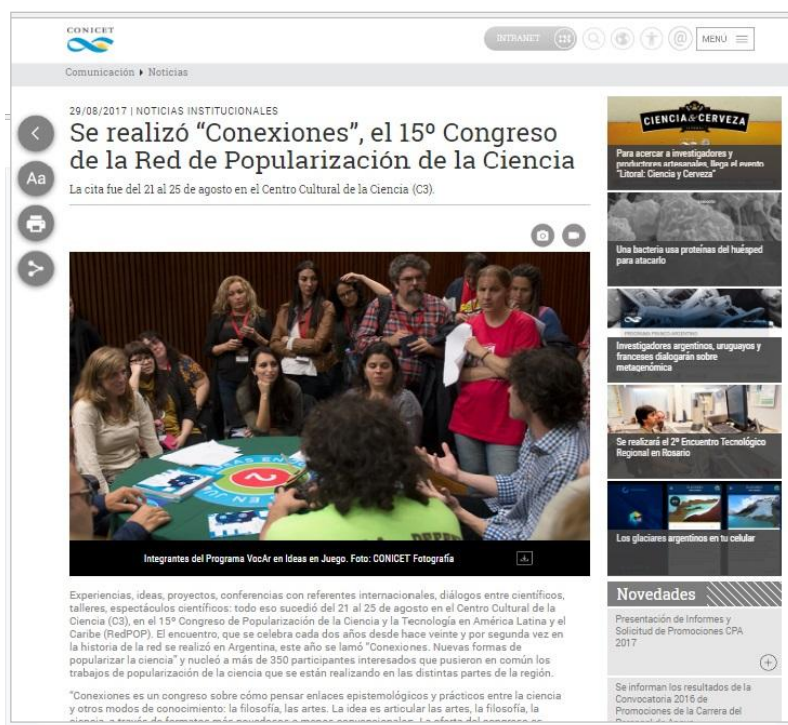 CONICET
INTRANET
MENÚ
Comunicación ▸ Noticias
29/08/2017 | NOTICIAS INSTITUCIONALES
Se realizó “Conexiones”, el 15º Congreso
de la Red de Popularización de la Ciencia
La cita fue del 21 al 25 de agosto en el Centro Cultural de la Ciencia (C3).
Aa
IDEAS EN
2
EN JU
Integrantes del Programa VocAr en Ideas en Juego. Foto: CONICET Fotografía
Experiencias, ideas, proyectos, conferencias con referentes internacionales, diálogos entre científicos,
talleres, espectáculos científicos: todo eso sucedió del 21 al 25 de agosto en el Centro Cultural de la
Ciencia (C3), en el 15º Congreso de Popularización de la Ciencia y la Tecnología en América Latina y el
Caribe (RedPOP). El encuentro, que se celebra cada dos años desde hace veinte y por segunda vez en
la historia de la red se realizó en Argentina, este año se lamó “Conexiones. Nuevas formas de
popularizar la ciencia” y nucleó a más de 350 participantes interesados que pusieron en común los
trabajos de popularización de la ciencia que se están realizando en las distintas partes de la región.
“Conexiones es un congreso sobre cómo pensar enlaces epistemológicos y prácticos entre la ciencia
y otros modos de conocimiento: la filosofía, las artes. La idea es articular las artes, la filosofía, la
CIENCIA & CERVEZA
Para acercar a investigadores y
productores artesanales, llega el evento
“Litoral: Ciencia y Cerveza”
Una bacteria usa proteínas del huésped
para atacarlo
Investigadores argentinos, uruguayos y
franceses dialogarán sobre
metagenómica
Se realizará el 2º Encuentro Tecnológico
Regional en Rosario
Los glaciares argentinos en tu celular
Novedades
Presentación de Informes y
Solicitud de Promociones CPA
2017
Se informan los resultados de la
Convocatoria 2016 de
Promociones de la Carrera del